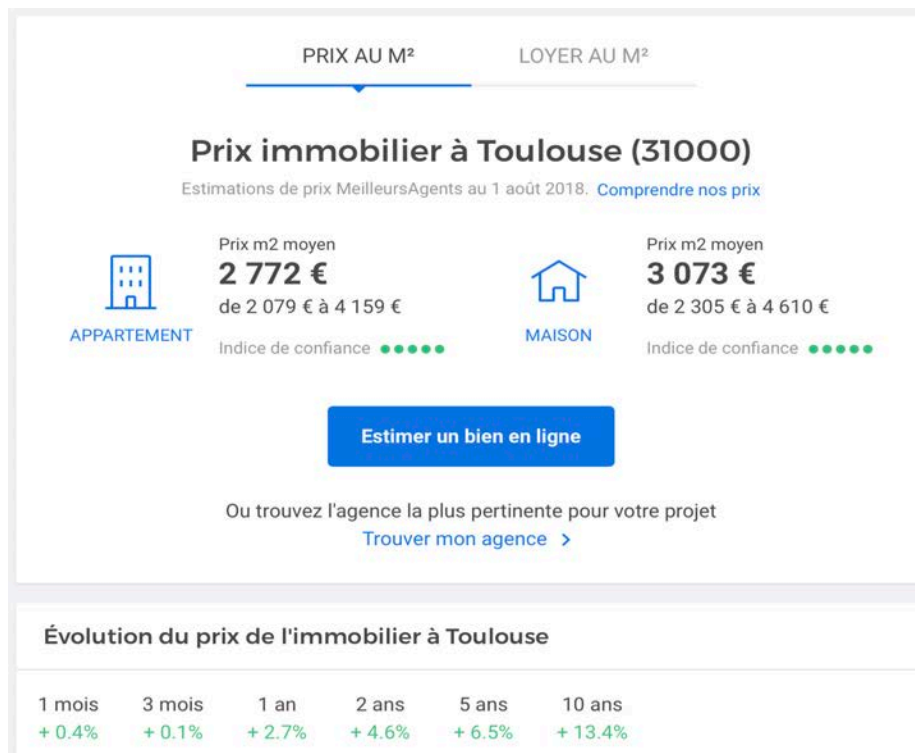 PRIX AU M²
LOYER AU M²
Prix immobilier à Toulouse (31000)
Estimations de prix MeilleursAgents au 1 août 2018. Comprendre nos prix
APPARTEMENT
Prix m2 moyen
2 772 €
de 2 079 € à 4 159 €
Indice de confiance
MAISON
Prix m2 moyen
3 073 €
de 2 305 € à 4 610 €
Indice de confiance
Estimer un bien en ligne
Ou trouvez l'agence la plus pertinente pour votre projet
Trouver mon agence >
Évolution du prix de l'immobilier à Toulouse
1 mois 3 mois 1 an 2 ans 5 ans 10 ans
+ 0.4% + 0.1% + 2.7% + 4.6% + 6.5% + 13.4%